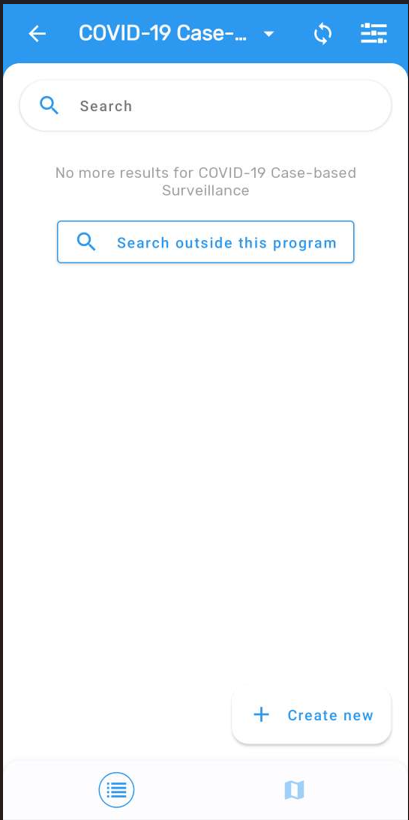 COVID-19 Case-...
Search
No more results for COVID-19 Case-based
Surveillance
Search outside this program
Create new